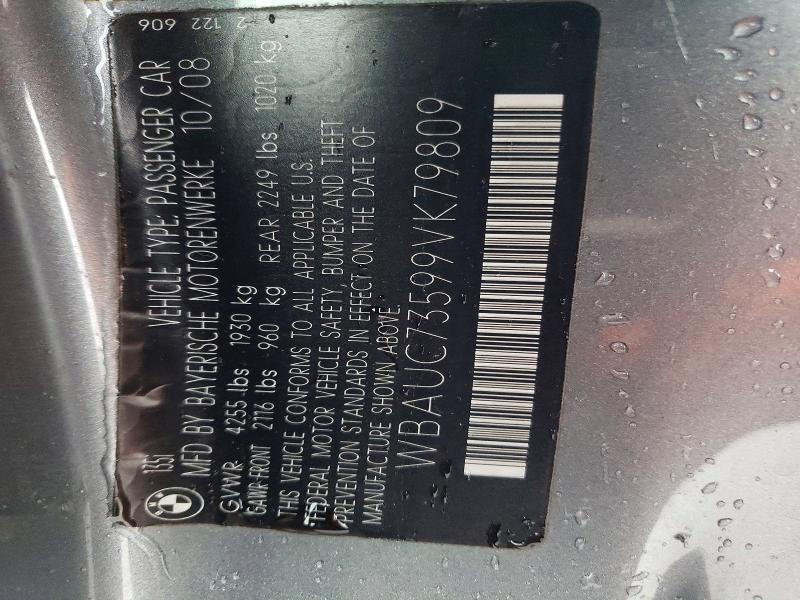 135i VEHICLE TYPE: PASSENGER CAR 2 122 606
MFD BY BAYERISCHE MOTORENWERKE 10/08
GVWR 4255 lbs 1930 kg
GAWR-FRONT 2116 lbs 960 kg REAR 2249 lbs 1020 kg
THIS VEHICLE CONFORMS TO ALL APPLICABLE U.S.
FEDERAL MOTOR VEHICLE SAFETY, BUMPER AND THEFT
PREVENTION STANDARDS IN EFFECT ON THE DATE OF
MANUFACTURE SHOWN ABOVE.
WBAUC73599VK79809